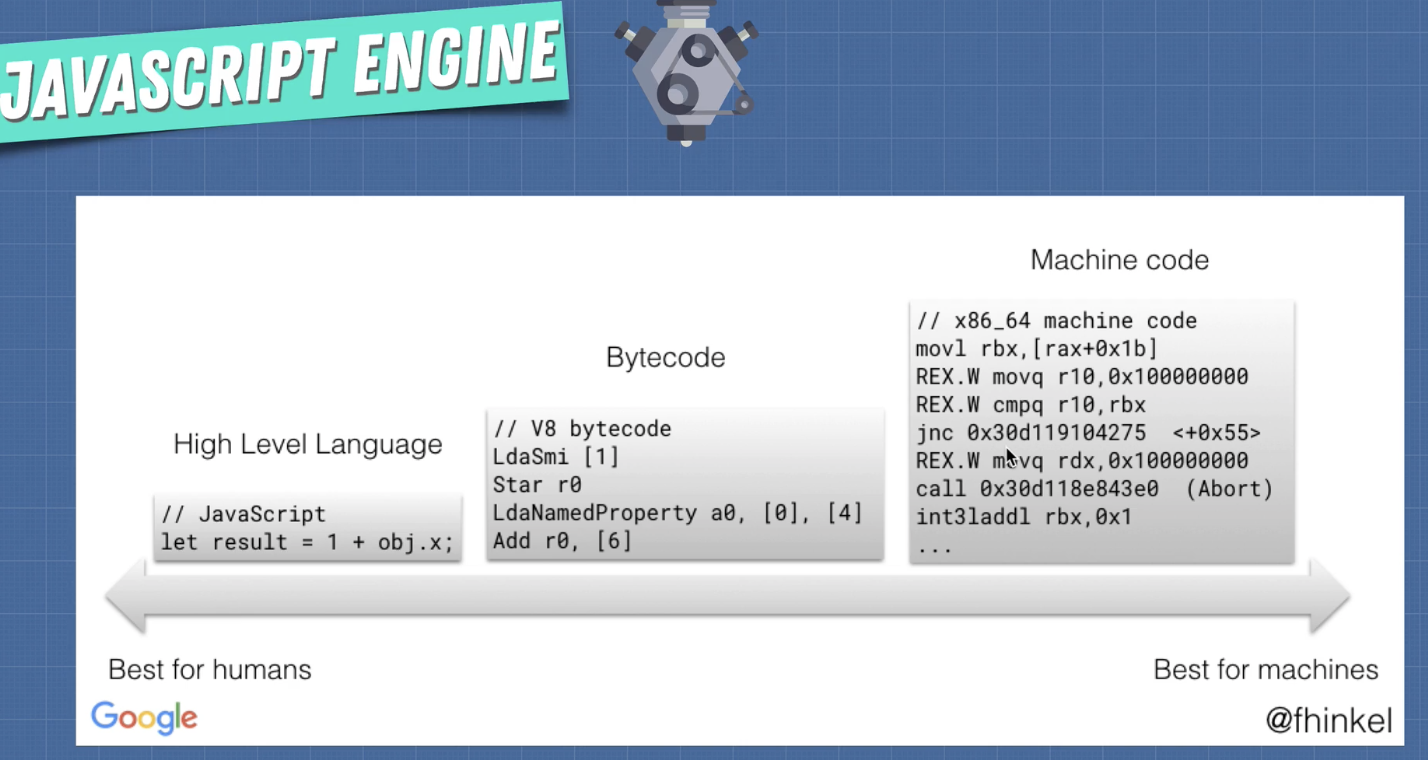 JAVASCRIPT ENGINE
Machine code
// x86_64 machine code
movl rbx,[rax+0x1b]
REX.W movq r10,0x100000000
REX.W cmpq r10,rbx
jnc 0x30d119104275 <+0x55>
REX.W movq rdx,0x100000000
call 0x30d118e843e0 (Abort)
int3laddl rbx,0x1
...
Bytecode
// V8 bytecode
LdaSmi [1]
Star r0
LdaNamedProperty a0, [0], [4]
Add r0, [6]
High Level Language
// JavaScript
let result = 1 + obj.x;
Best for humans
Best for machines
Google
@fhinkel